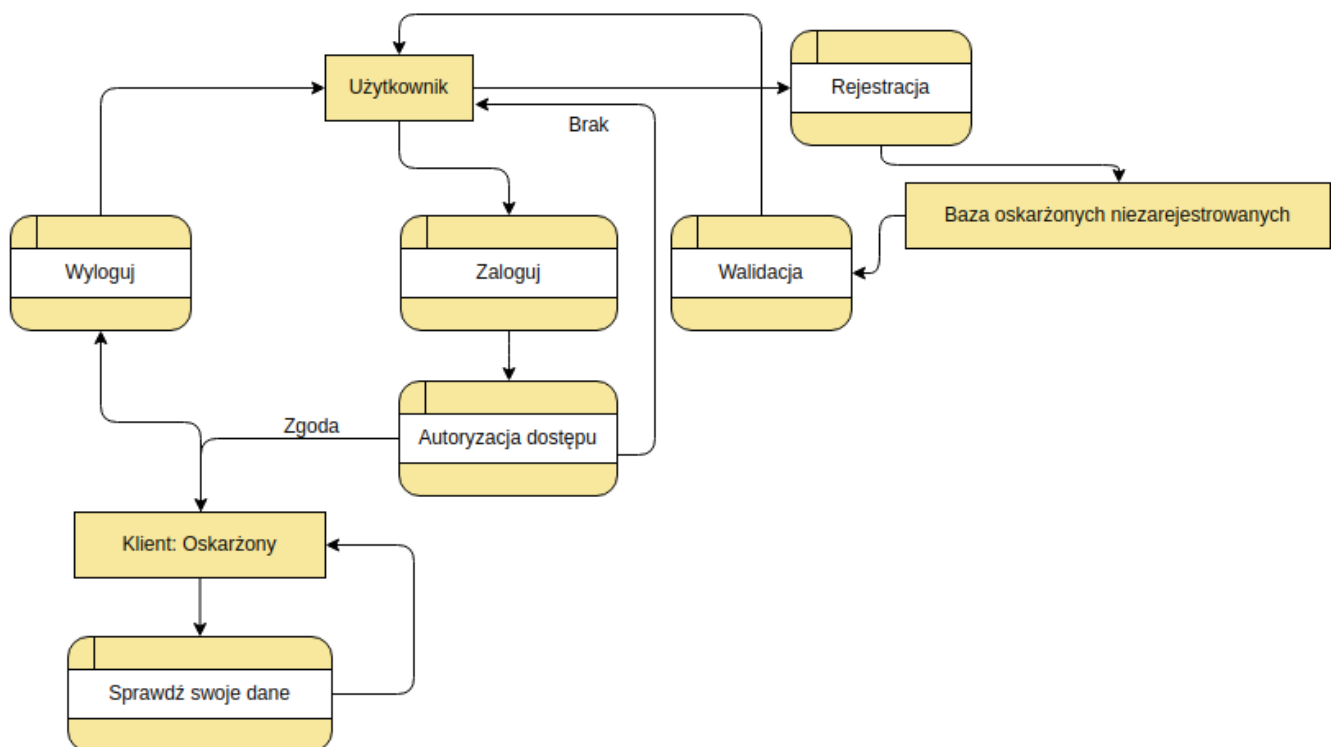 Użytkownik
Rejestracja
Brak
Baza oskarżonych niezarejestrowanych
Wyloguj
Zaloguj
Walidacja
Zgoda
Autoryzacja dostępu
Klient: Oskarżony
Sprawdź swoje dane